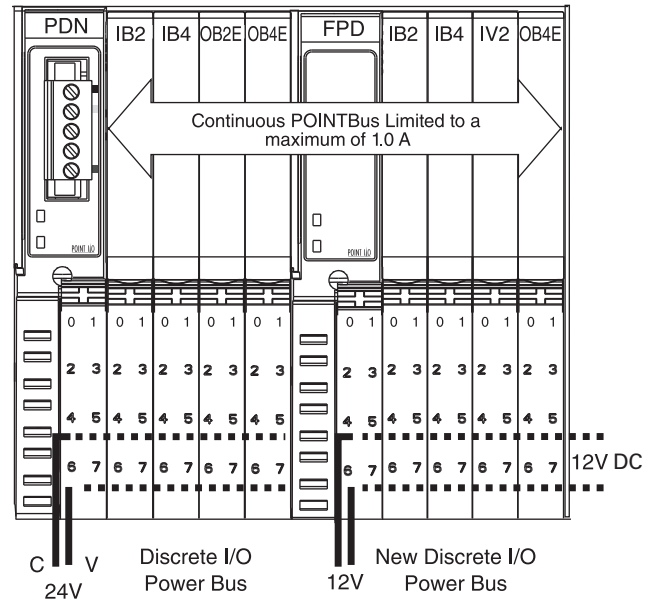 PDN IB2 IB4 OB2E OB4E FPD IB2 IB4 IV2 OB4E
Continuous POINTBus Limited to a
maximum of 1.0 A
POINT I/O POINT I/O
0 1 0 1 0 1 0 1 0 1 0 1 0 1 0 1 0 1 0 1
2 3 2 3 2 3 2 3 2 3 2 3 2 3 2 3 2 3 2 3
4 5 4 5 4 5 4 5 4 5 4 5 4 5 4 5 4 5 4 5
6 7 6 7 6 7 6 7 6 7 6 7 6 7 6 7 6 7 6 7
12V DC
C V
24V
Discrete I/O
Power Bus
12V
New Discrete I/O
Power Bus